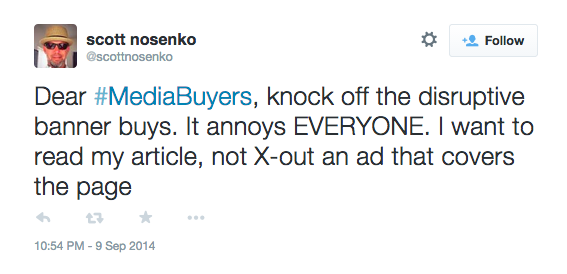 scott nosenko
@scottnosenko
Follow
Dear #MediaBuyers, knock off the disruptive
banner buys. It annoys EVERYONE. I want to
read my article, not X-out an ad that covers
the page
10:54 PM - 9 Sep 2014